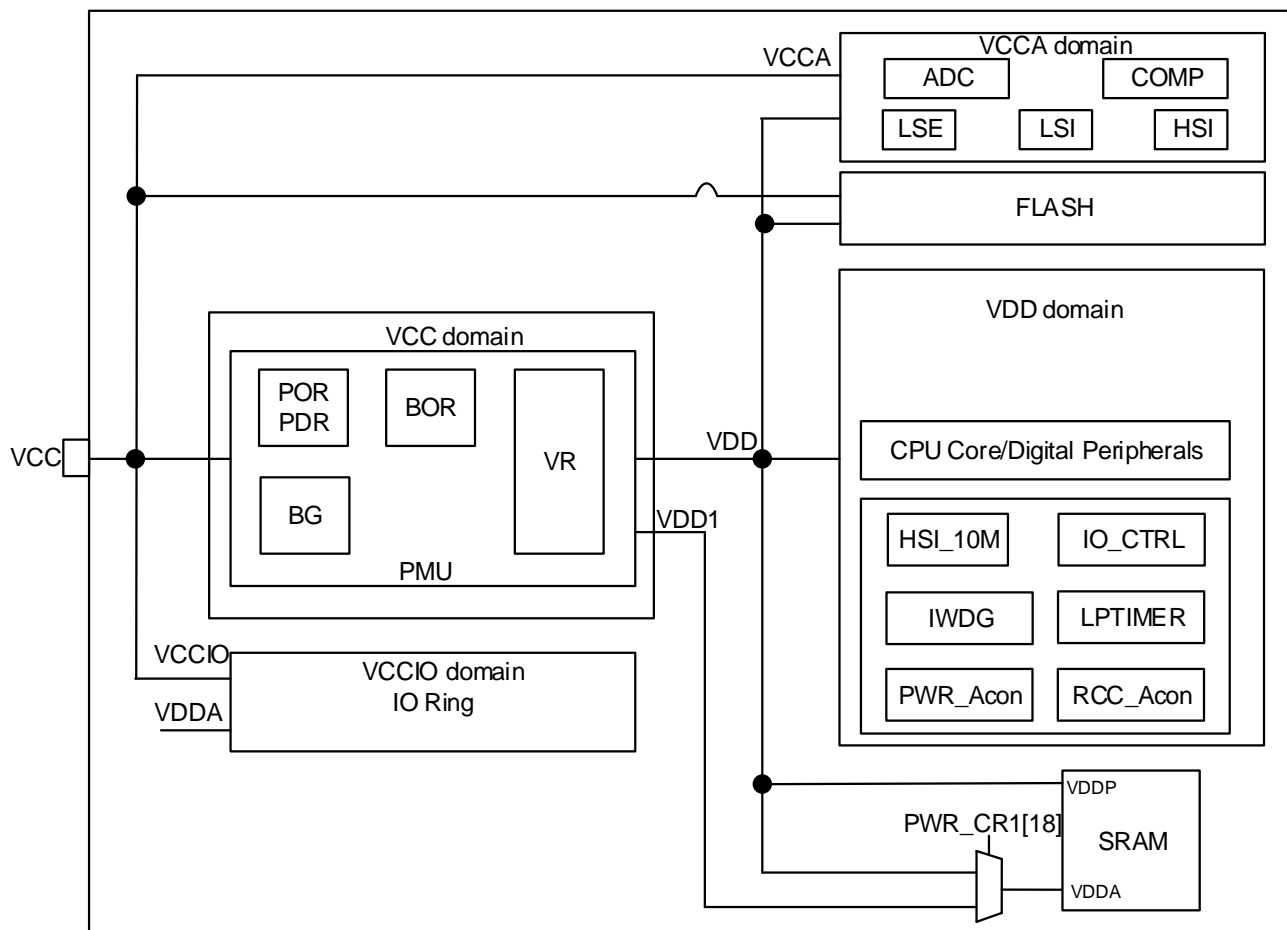 VCCA domain
VCCA
ADC
COMP
LSE
LSI
HSI
FLASH
VDD domain
VCC domain
POR
PDR
BOR
VR
BG
PMU
VCC
VDD
VDD1
CPU Core/Digital Peripherals
HSI_10M
IO_CTRL
IWDG
LPTIMER
PWR_Acon
RCC_Acon
VCCIO
VCCIO domain
IO Ring
VDDA
VDDP
PWR_CR1[18]
SRAM
VDDA